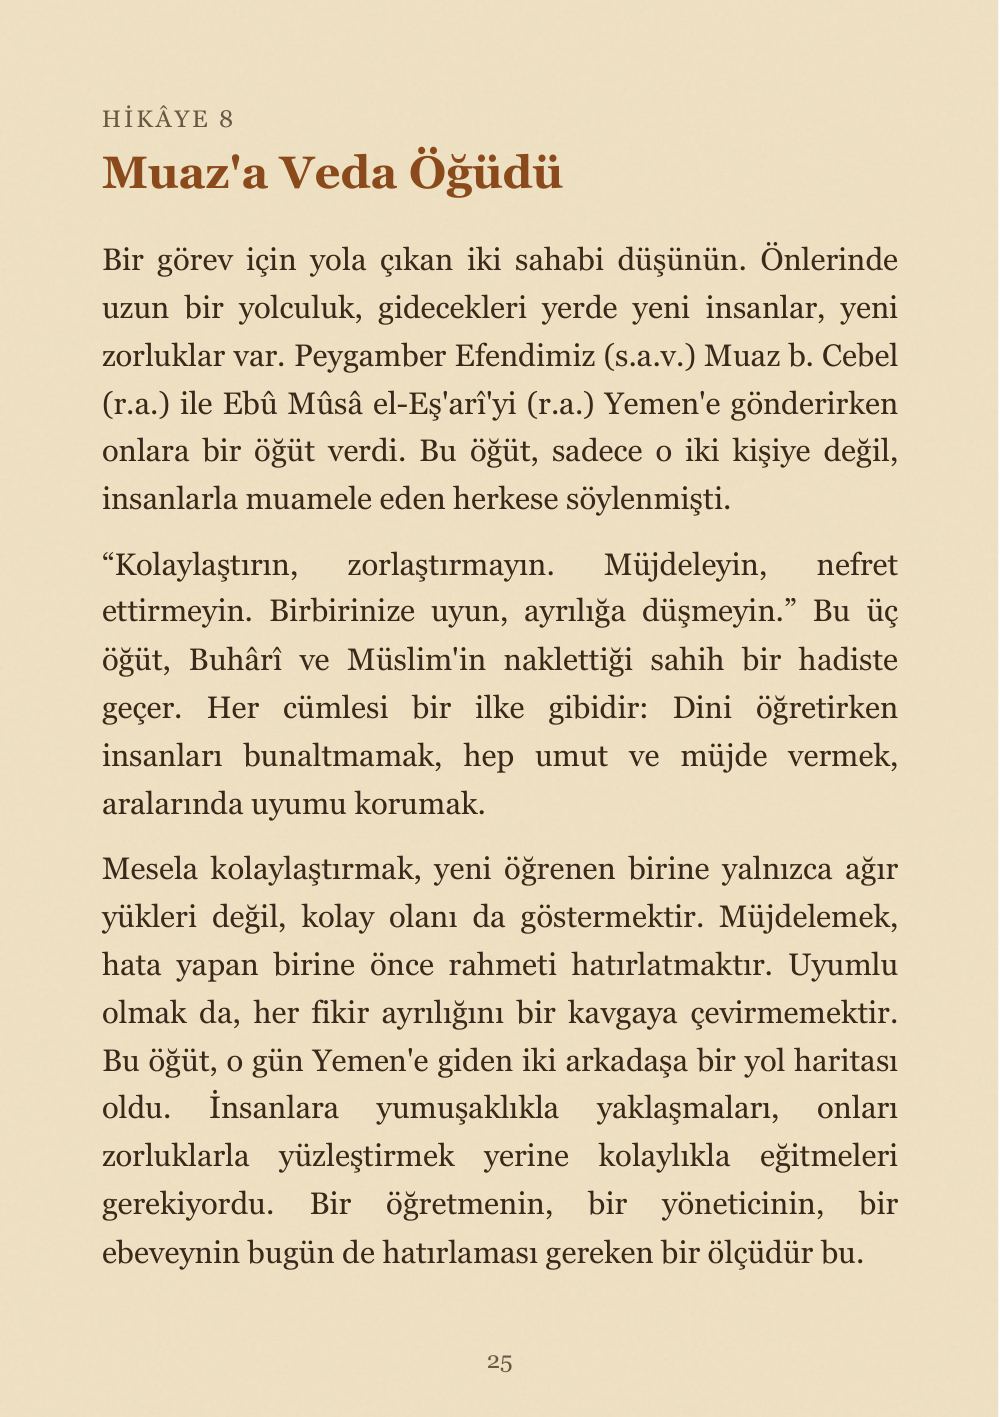 HİKÂYE 8
Muaz'a Veda Öğüdü
Bir görev için yola çıkan iki sahabi düşünün. Önlerinde
uzun bir yolculuk, gidecekleri yerde yeni insanlar, yeni
zorluklar var. Peygamber Efendimiz (s.a.v.) Muaz b. Cebel
(r.a.) ile Ebû Mûsâ el-Eş'arî'yi (r.a.) Yemen'e gönderirken
onlara bir öğüt verdi. Bu öğüt, sadece o iki kişiye değil,
insanlarla muamele eden herkese söylenmişti.
“Kolaylaştırın, zorlaştırmayın. Müjdeleyin, nefret
ettirmeyin. Birbirinize uyun, ayrılığa düşmeyin.” Bu üç
öğüt, Buhârî ve Müslim'in naklettiği sahih bir hadiste
geçer. Her cümlesi bir ilke gibidir: Dini öğretirken
insanları bunaltmamak, hep umut ve müjde vermek,
aralarında uyumu korumak.
Mesela kolaylaştırmak, yeni öğrenen birine yalnızca ağır
yükleri değil, kolay olanı da göstermektir. Müjdelemek,
hata yapan birine önce rahmeti hatırlatmaktır. Uyumlu
olmak da, her fikir ayrılığını bir kavgaya çevirmemektir.
Bu öğüt, o gün Yemen'e giden iki arkadaşa bir yol haritası
oldu. İnsanlara yumuşaklıkla yaklaşmaları, onları
zorluklarla yüzleştirmek yerine kolaylıkla eğitmeleri
gerekiyordu. Bir öğretmenin, bir yöneticinin, bir
ebeveynin bugün de hatırlaması gereken bir ölçüdür bu.
25